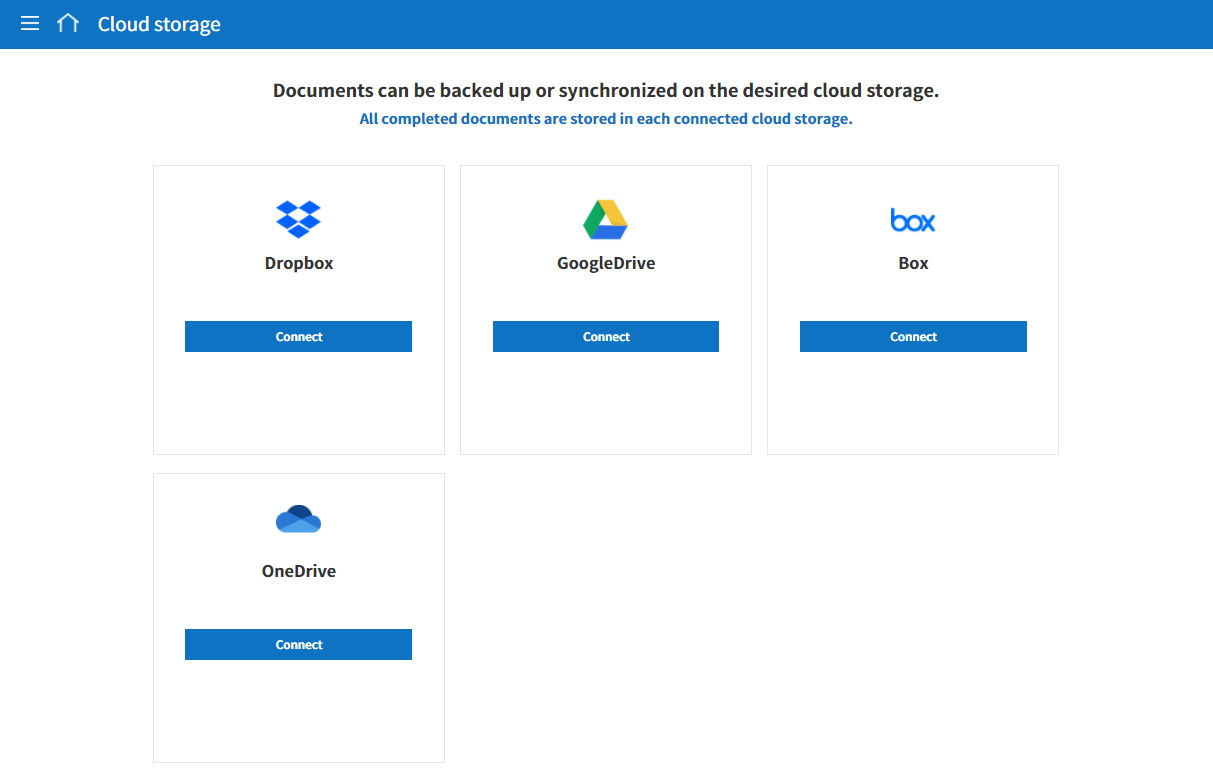 Cloud storage
Documents can be backed up or synchronized on the desired cloud storage.
All completed documents are stored in each connected cloud storage.
Dropbox
Connect
GoogleDrive
Connect
box
Box
Connect
OneDrive
Connect